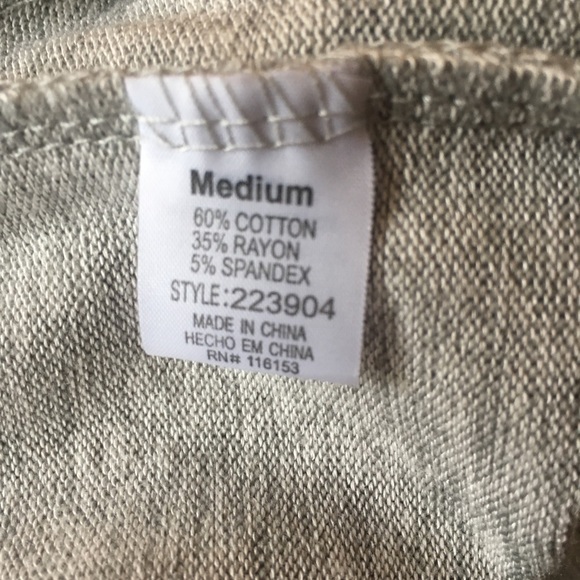 Medium
60% COTTON
35% RAYON
5% SPANDEX
STYLE:223904
MADE IN CHINA
HECHO EM CHINA
RN# 116153